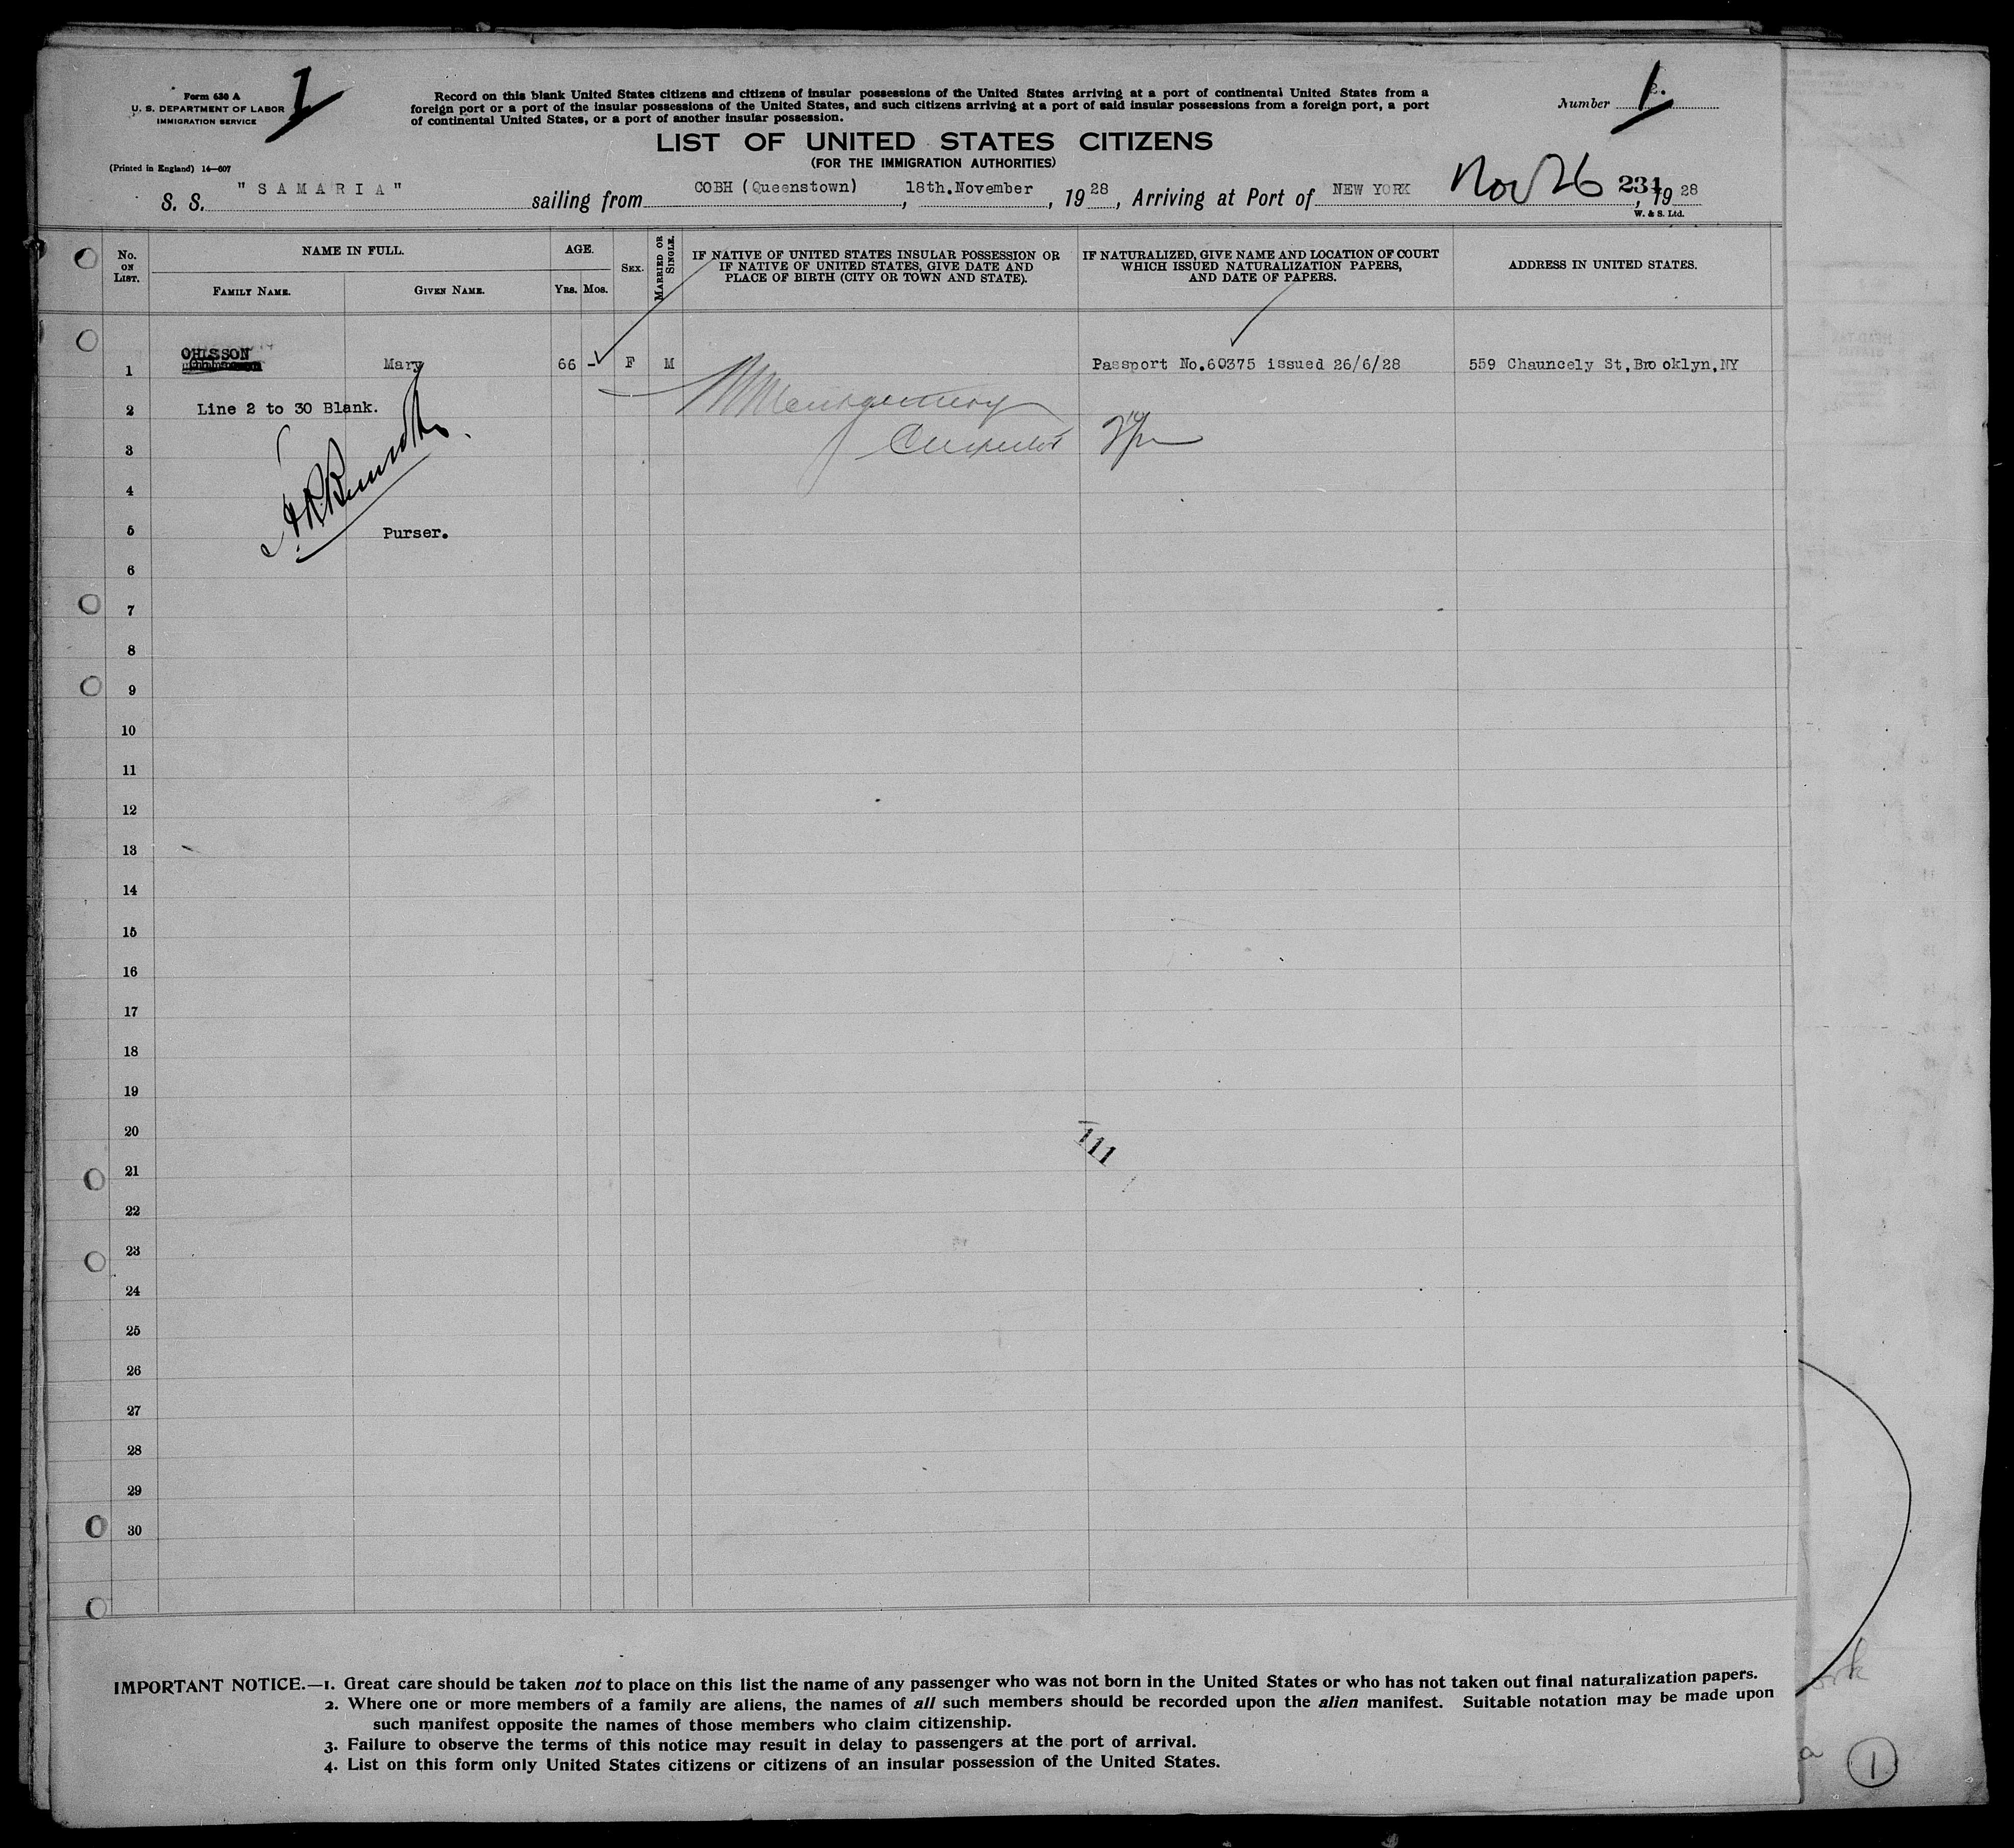 Form 630 A
U. S. DEPARTMENT OF LABOR
IMMIGRATION SERVICE
1
Record on this blank United States citizens and citizens of insular possessions of the United States arriving at a port of continental United States from a
foreign port or a port of the insular possessions of the United States, and such citizens arriving at a port of said insular possessions from a foreign port, a port
of continental United States, or a port of another insular possession.
Number 1
LIST OF UNITED STATES CITIZENS
(FOR THE IMMIGRATION AUTHORITIES)
(Printed in England) 14—607
S. S. "SAMARIA" sailing from COBH (Queenstown), 18th.November, 1928, Arriving at Port of NEW YORK Nov 26 231, 1928
W. & S. Ltd.
No. ON LIST.
NAME IN FULL.
FAMILY NAME.
GIVEN NAME.
AGE.
YRS.
MOS.
SEX.
MARRIED OR SINGLE.
IF NATIVE OF UNITED STATES INSULAR POSSESSION OR
IF NATIVE OF UNITED STATES, GIVE DATE AND
PLACE OF BIRTH (CITY OR TOWN AND STATE).
IF NATURALIZED, GIVE NAME AND LOCATION OF COURT
WHICH ISSUED NATURALIZATION PAPERS,
AND DATE OF PAPERS.
ADDRESS IN UNITED STATES.
1 OHLSSON Mary 66 - F M Passport No.60375 issued 26/6/28 559 Chauncely St,Brooklyn,NY
2 Line 2 to 30 Blank. Montgomery
3
4
5 Purser.
6
7
8
9
10
11
12
13
14
15
16
17
18
19
20
111
21
22
23
24
25
26
27
28
29
30
IMPORTANT NOTICE.—1. Great care should be taken not to place on this list the name of any passenger who was not born in the United States or who has not taken out final naturalization papers.
2. Where one or more members of a family are aliens, the names of all such members should be recorded upon the alien manifest. Suitable notation may be made upon
such manifest opposite the names of those members who claim citizenship.
3. Failure to observe the terms of this notice may result in delay to passengers at the port of arrival.
4. List on this form only United States citizens or citizens of an insular possession of the United States.
1